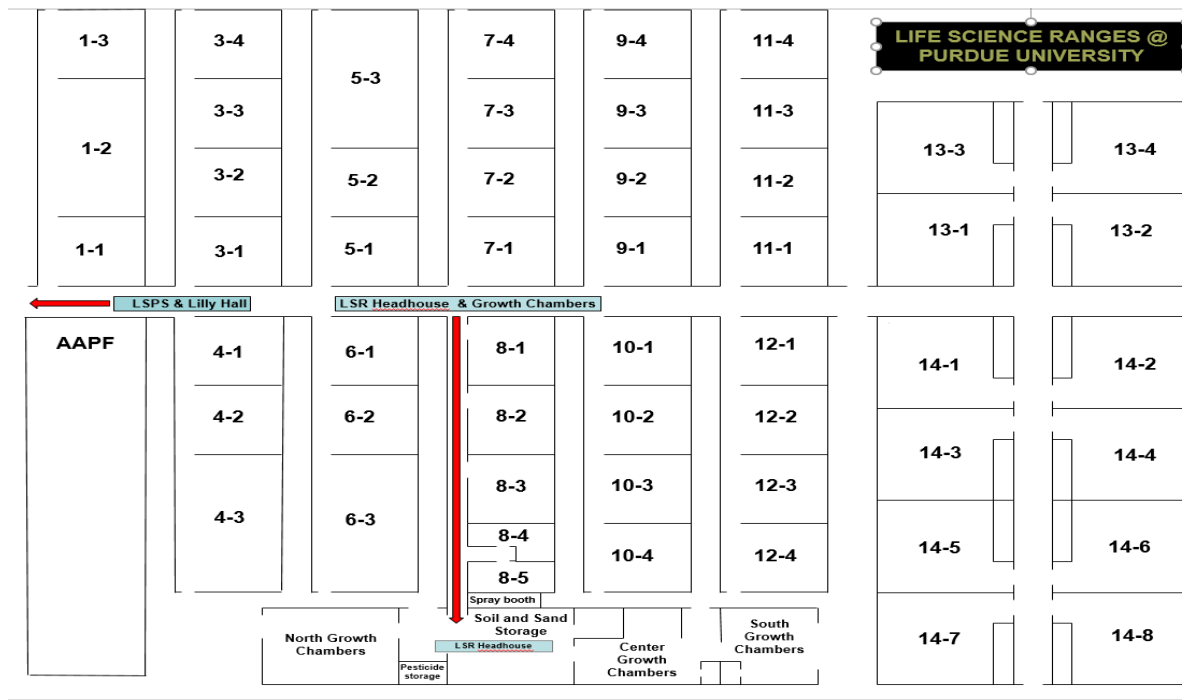 LIFE SCIENCE RANGES @
PURDUE UNIVERSITY
1-3
3-4
5-3
7-4
9-4
11-4
3-3
7-3
9-3
11-3
1-2
3-2
5-2
7-2
9-2
11-2
13-3
13-4
1-1
3-1
5-1
7-1
9-1
11-1
13-1
13-2
LSPS & Lilly Hall
LSR Headhouse & Growth Chambers
AAPF
4-1
6-1
8-1
10-1
12-1
14-1
14-2
4-2
6-2
8-2
10-2
12-2
14-3
14-4
4-3
6-3
8-3
10-3
12-3
8-4
10-4
12-4
14-5
14-6
8-5
Spray booth
Soil and Sand
Storage
LSR Headhouse
North Growth
Chambers
Pesticide
storage
Center
Growth
Chambers
South
Growth
Chambers
14-7
14-8